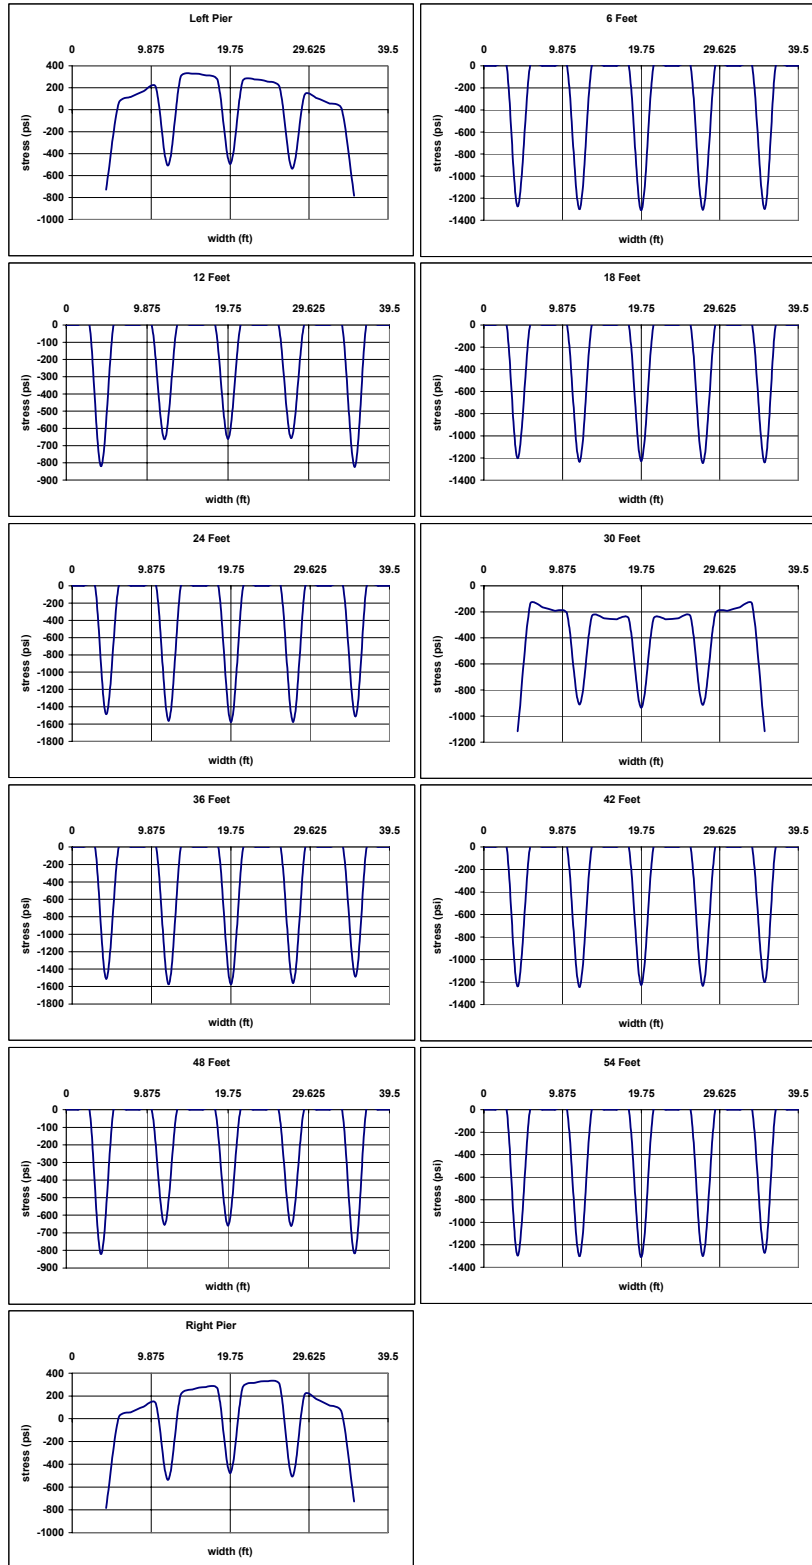 Left Pier
0 9.875 19.75 29.625 39.5
400
200
0
-200
-400
-600
-800
-1000
stress (psi)
width (ft)
6 Feet
0 9.875 19.75 29.625 39.5
0
-200
-400
-600
-800
-1000
-1200
-1400
stress (psi)
width (ft)
12 Feet
0 9.875 19.75 29.625 39.5
0
-100
-200
-300
-400
-500
-600
-700
-800
-900
stress (psi)
width (ft)
18 Feet
0 9.875 19.75 29.625 39.5
0
-200
-400
-600
-800
-1000
-1200
-1400
stress (psi)
width (ft)
24 Feet
0 9.875 19.75 29.625 39.5
0
-200
-400
-600
-800
-1000
-1200
-1400
-1600
-1800
stress (psi)
width (ft)
30 Feet
0 9.875 19.75 29.625 39.5
0
-200
-400
-600
-800
-1000
-1200
stress (psi)
width (ft)
36 Feet
0 9.875 19.75 29.625 39.5
0
-200
-400
-600
-800
-1000
-1200
-1400
-1600
-1800
stress (psi)
width (ft)
42 Feet
0 9.875 19.75 29.625 39.5
0
-200
-400
-600
-800
-1000
-1200
-1400
stress (psi)
width (ft)
48 Feet
0 9.875 19.75 29.625 39.5
0
-100
-200
-300
-400
-500
-600
-700
-800
-900
stress (psi)
width (ft)
54 Feet
0 9.875 19.75 29.625 39.5
0
-200
-400
-600
-800
-1000
-1200
-1400
stress (psi)
width (ft)
Right Pier
0 9.875 19.75 29.625 39.5
400
200
0
-200
-400
-600
-800
-1000
stress (psi)
width (ft)